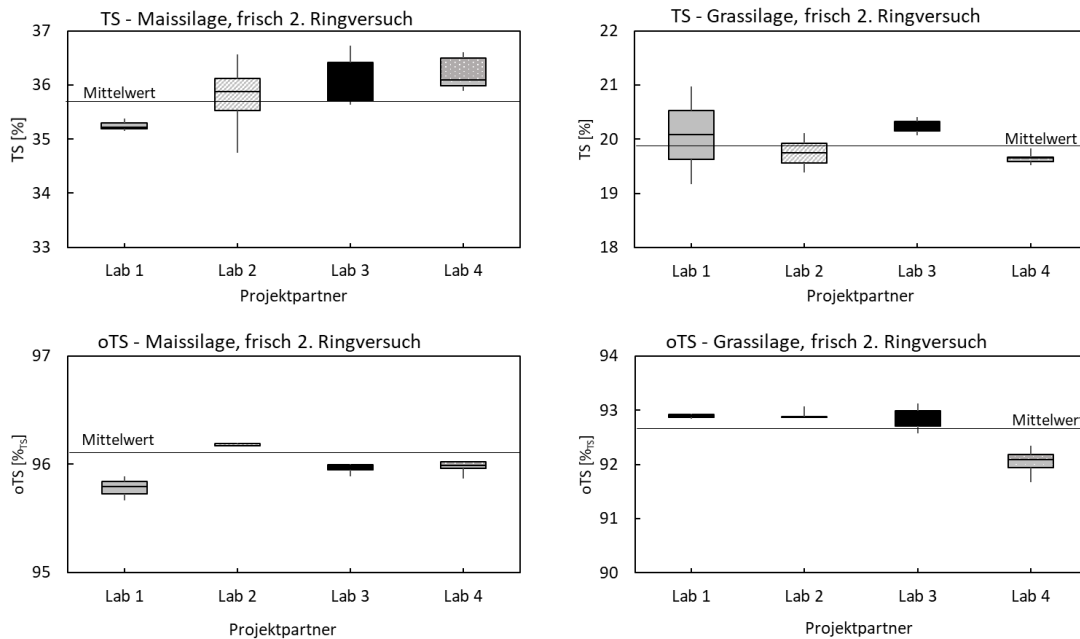 TS - Maissilage, frisch 2. Ringversuch
37
36
35
34
33
TS [%]
Mittelwert
Lab 1 Lab 2 Lab 3 Lab 4
Projektpartner
TS - Grassilage, frisch 2. Ringversuch
22
21
20
19
18
TS [%]
Mittelwert
Lab 1 Lab 2 Lab 3 Lab 4
Projektpartner
oTS - Maissilage, frisch 2. Ringversuch
97
96
95
oTS [%TS]
Mittelwert
Lab 1 Lab 2 Lab 3 Lab 4
Projektpartner
oTS - Grassilage, frisch 2. Ringversuch
94
93
92
91
90
oTS [%TS]
Mittelwert
Lab 1 Lab 2 Lab 3 Lab 4
Projektpartner